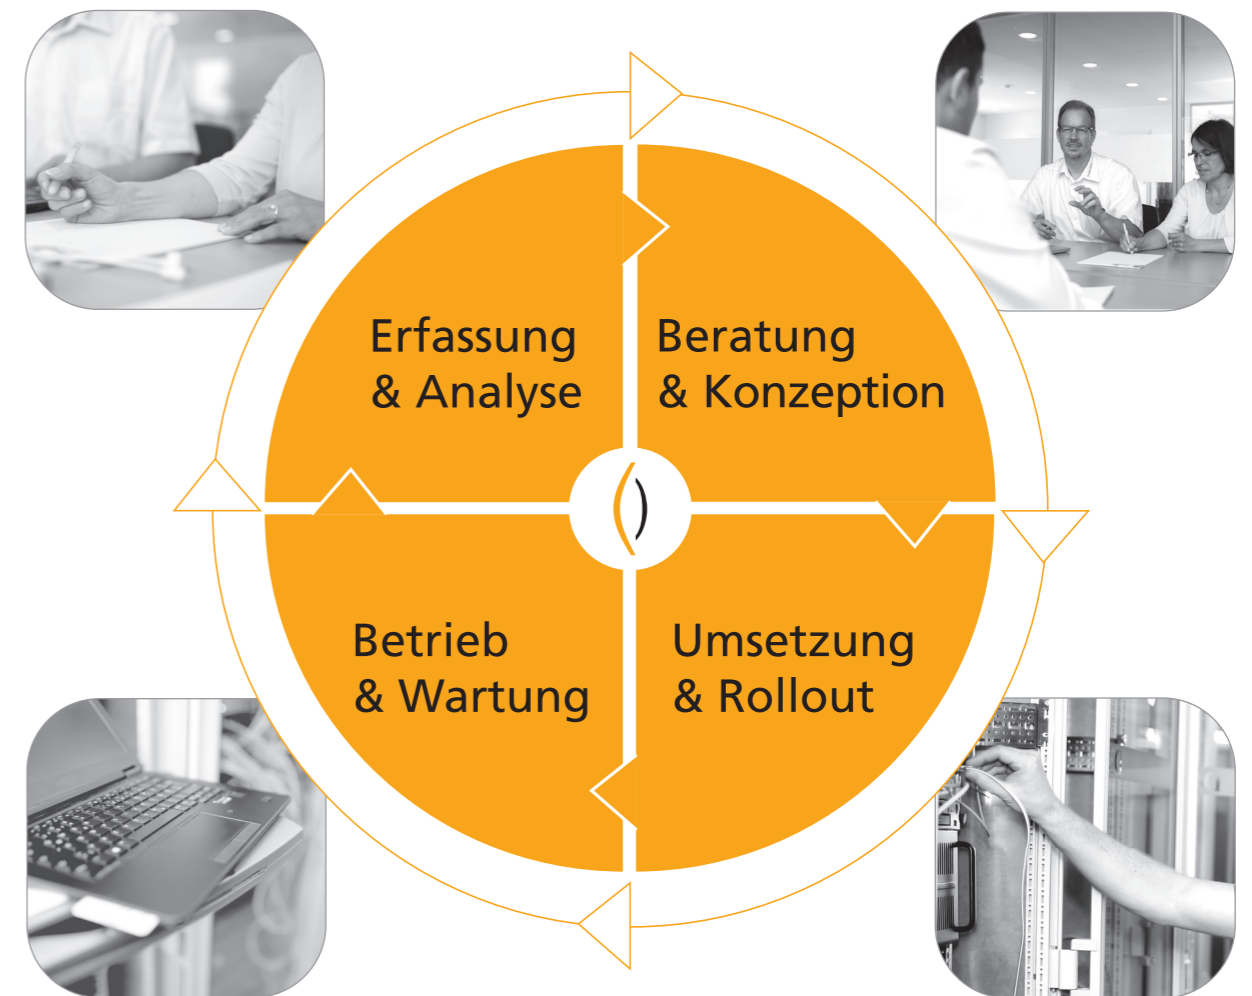 Erfassung
& Analyse
Beratung
& Konzeption
Betrieb
& Wartung
Umsetzung
& Rollout